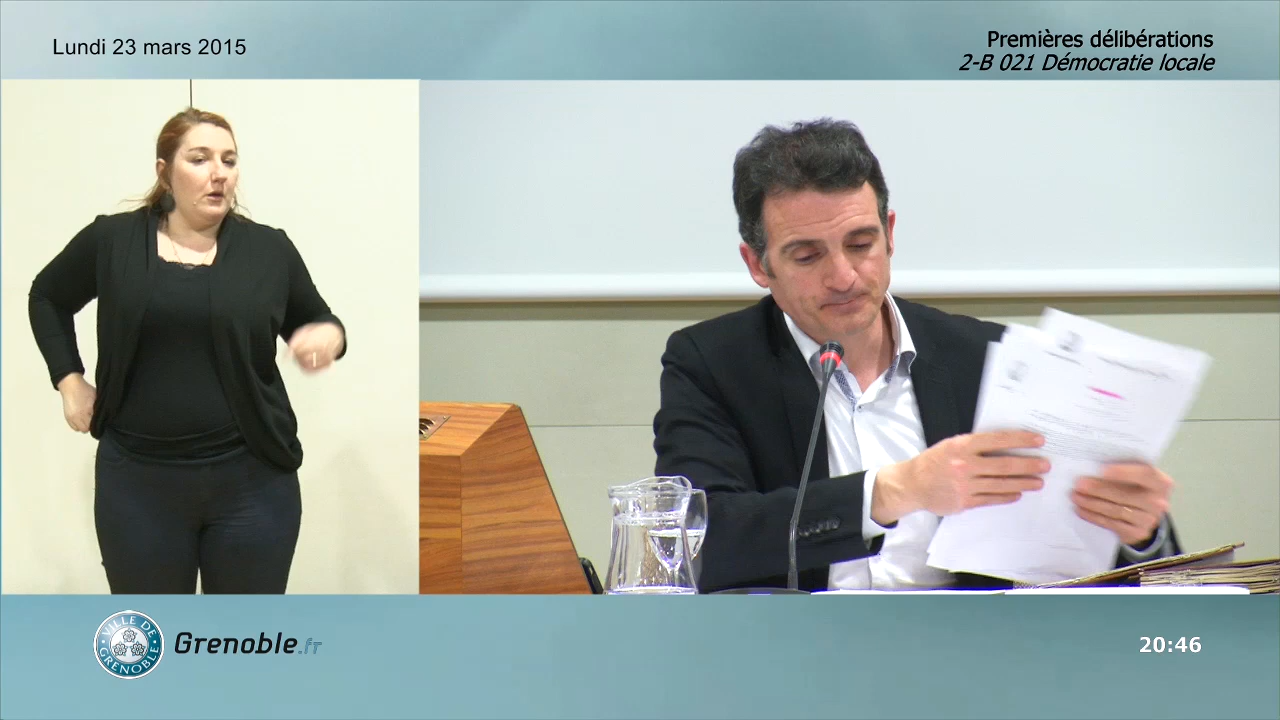 Lundi 23 mars 2015
Premières délibérations
2-B 021 Démocratie locale
VILLE DE GRENOBLE
Grenoble.fr
20:46